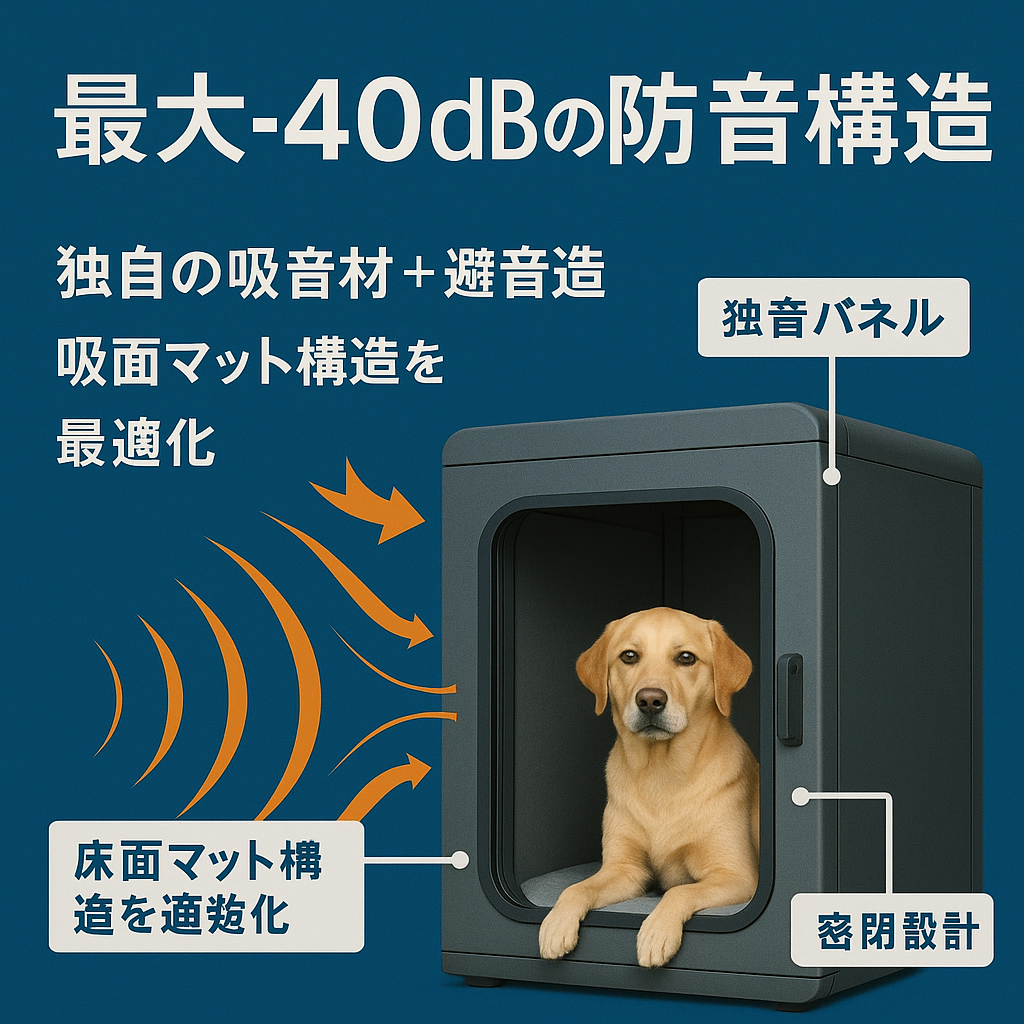 最大-40dBの防音構造
独自の吸音材+避音造
吸面マット構造を
最適化
独音パネル
床面マット構
造を適 化
密閉設計